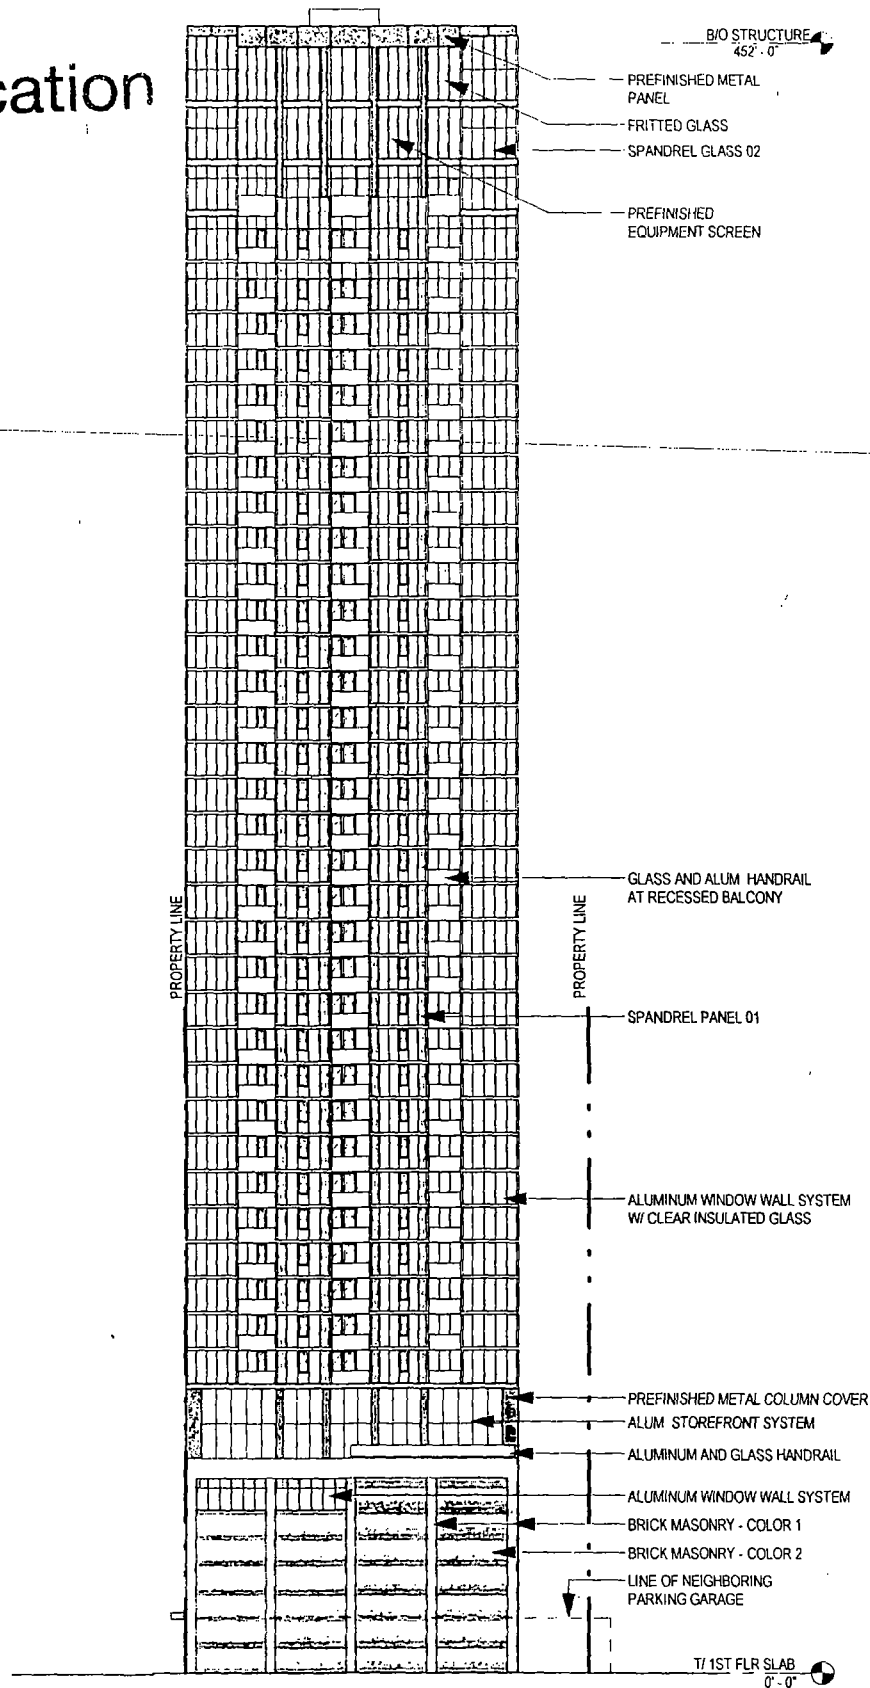 cation
B/O STRUCTURE
452' - 0"
PREFINISHED METAL
PANEL
FRITTED GLASS
SPANDREL GLASS 02
PREFINISHED
EQUIPMENT SCREEN
GLASS AND ALUM HANDRAIL
AT RECESSED BALCONY
PROPERTY LINE
PROPERTY LINE
SPANDREL PANEL 01
ALUMINUM WINDOW WALL SYSTEM
W/ CLEAR INSULATED GLASS
PREFINISHED METAL COLUMN COVER
ALUM STOREFRONT SYSTEM
ALUMINUM AND GLASS HANDRAIL
ALUMINUM WINDOW WALL SYSTEM
BRICK MASONRY - COLOR 1
BRICK MASONRY - COLOR 2
LINE OF NEIGHBORING
PARKING GARAGE
T/ 1ST FLR SLAB
0' - 0"